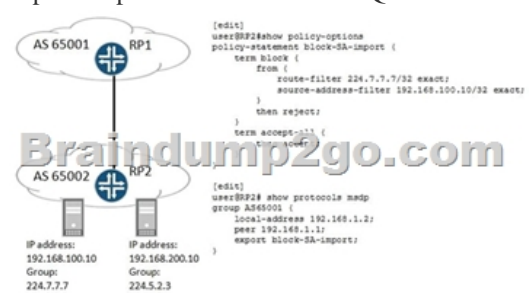 AS 65001
RP1
AS 65002
RP2
IP address:
192.168.100.10
Group:
224.7.7.7
IP address:
192.168.200.10
Group:
224.5.2.3
[edit]
user@RP2#show policy-options
policy-statement block-SA-import {
term block {
from {
route-filter 224.7.7.7/32 exact;
source-address-filter 192.168.100.10/32 exact;
}
then reject;
}
term accept-all {
}
[edit]
user@RP2# show protocols msdp
group AS65001 {
local-address 192.168.1.2;
peer 192.168.1.1;
export block-SA-import;
}
Braindump2go.com